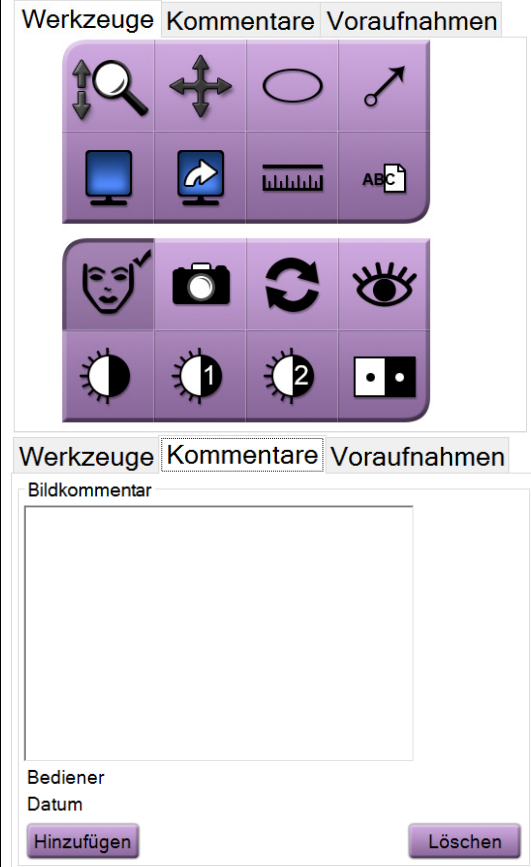 Werkzeuge Kommentare Voraufnahmen
ABC
1 2
Werkzeuge Kommentare Voraufnahmen
Bildkommentar
Bediener
Datum
Hinzufügen Löschen